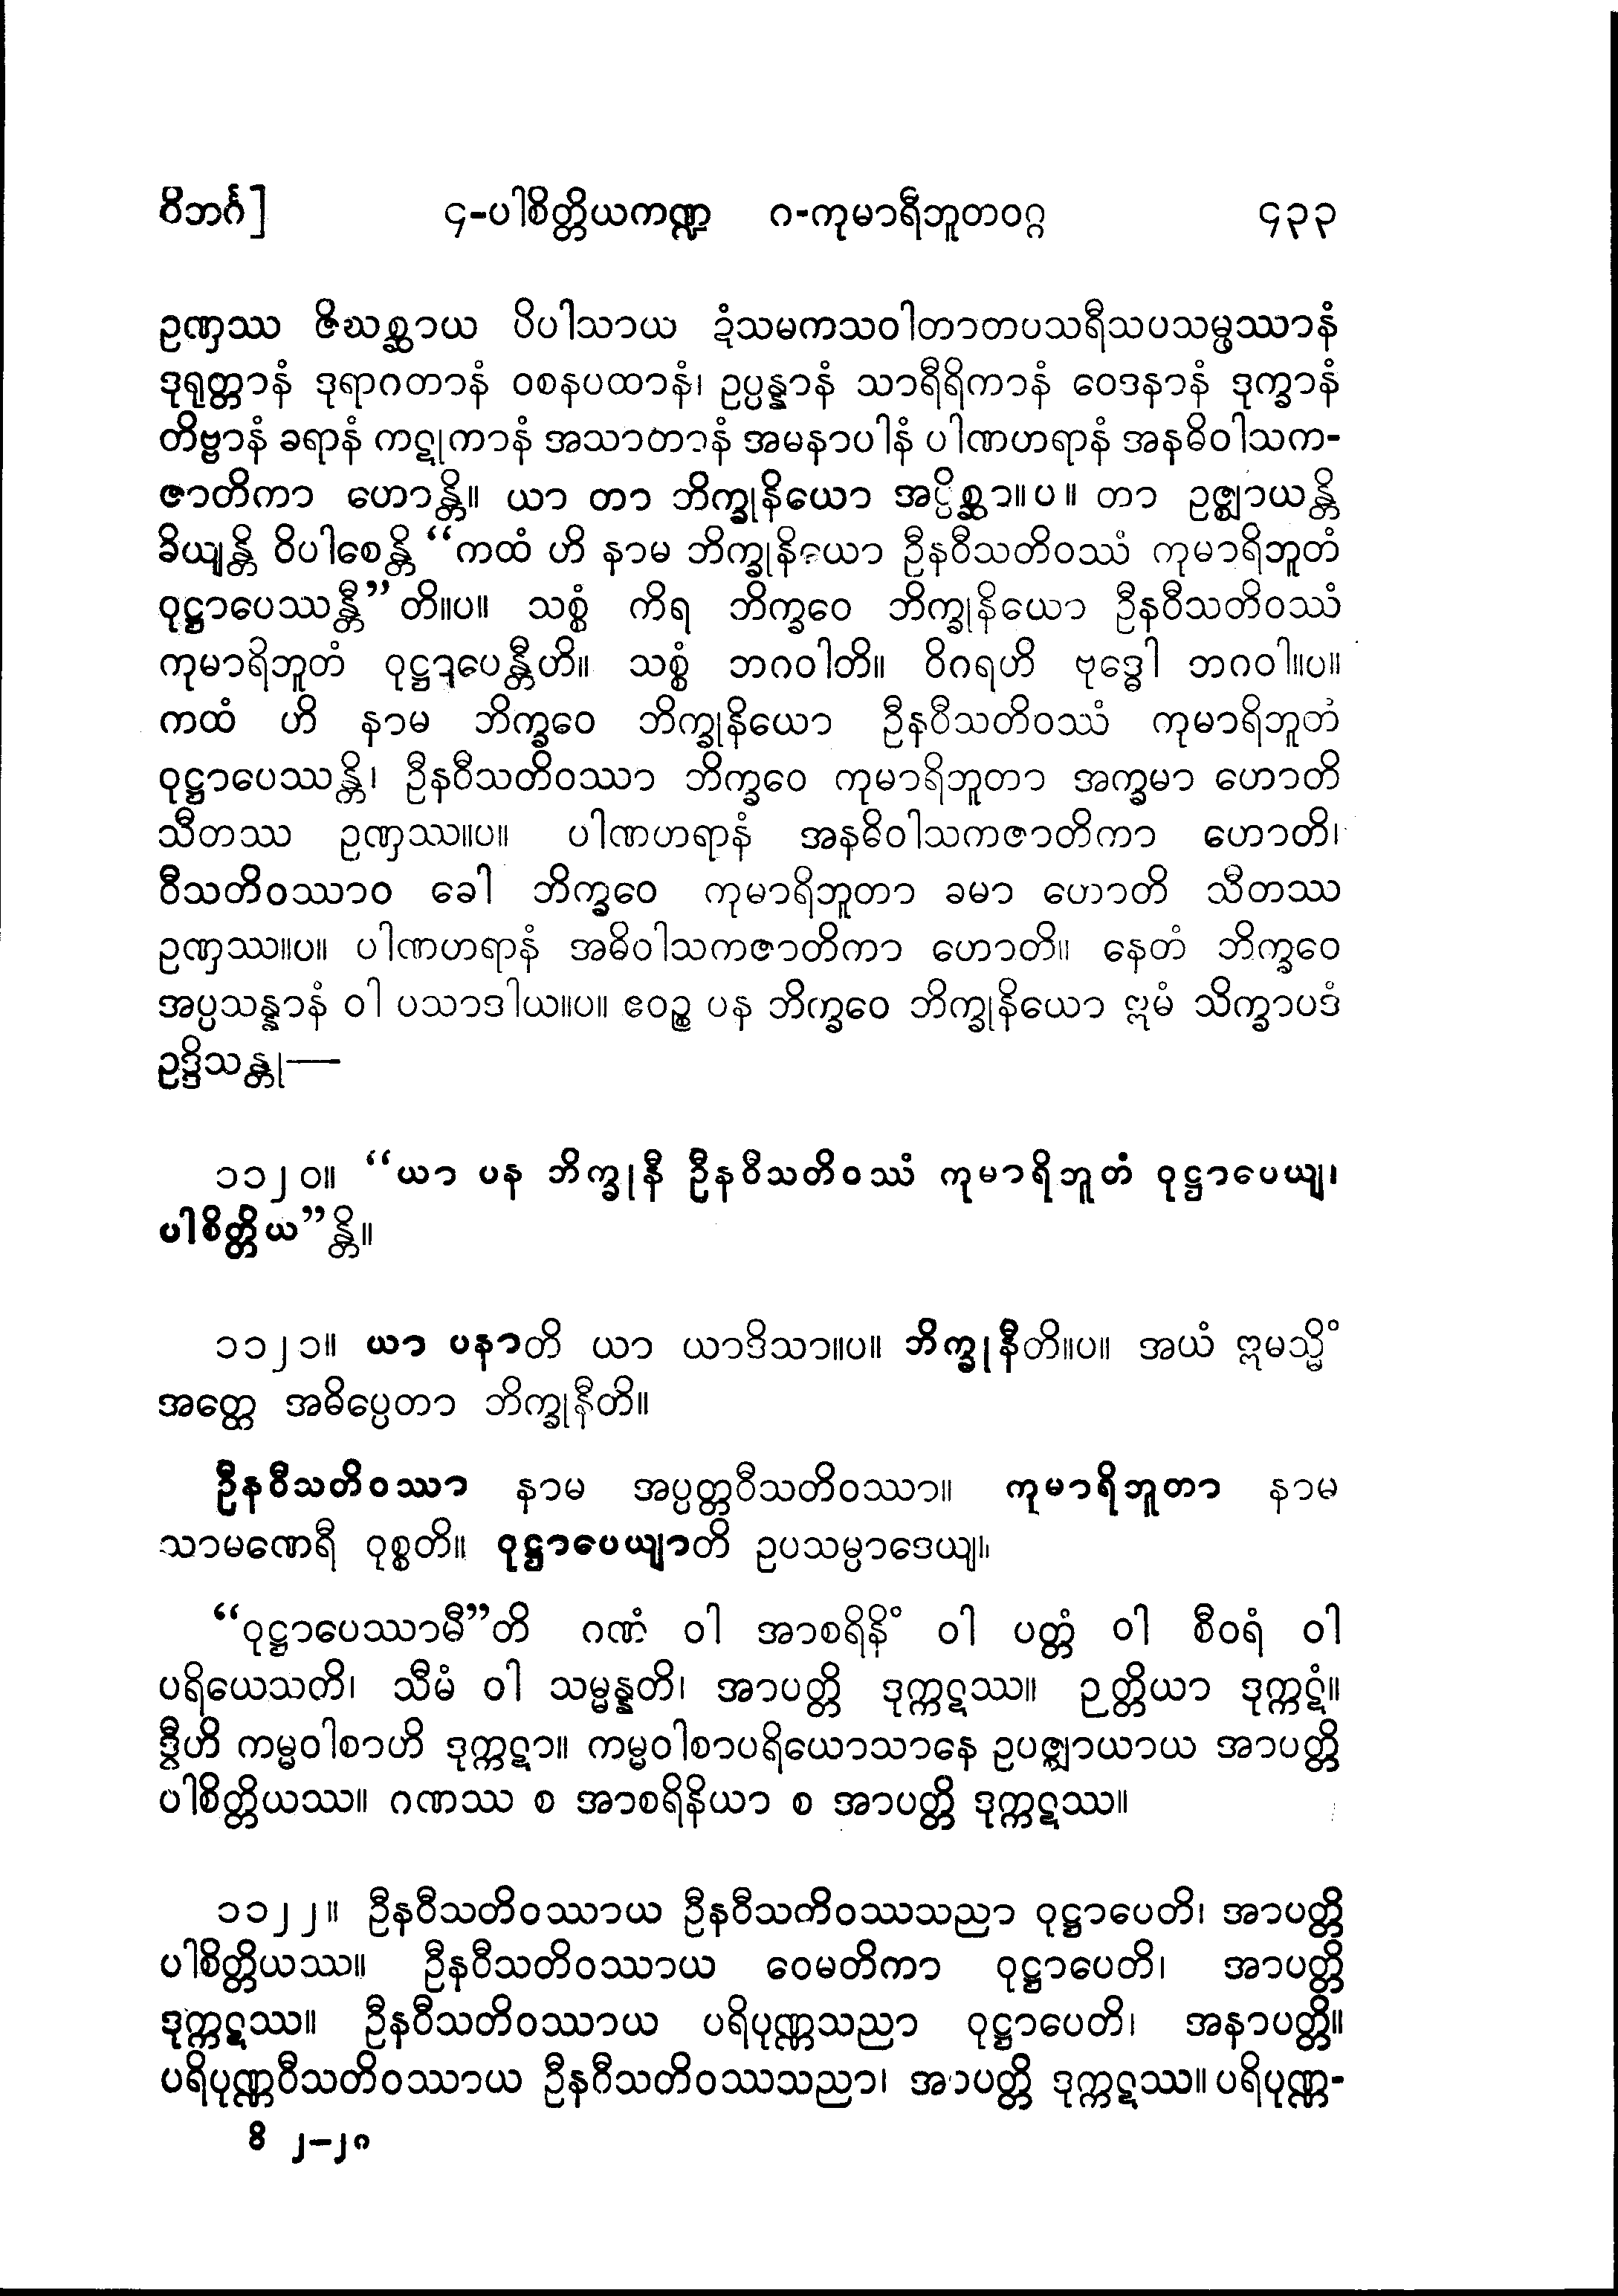 ဝိဘင်္ဂ] ၄-ပါစိတ္တိယကဏ္ဍ ဂ-ကုမာရီဘူတဝဂ္ဂ ၄၃၃
ဥဏှဿ ဇိဃစ္ဆာယ ပိပါသာယ ဍံသမကသဝါတာတပသရီသပသမ္ဖဿာနံ
ဒုရုတ္တာနံ ဒုရာဂတာနံ ဝစနပထာနံ၊ ဥပ္ပန္နာနံ သာရီရိကာနံ ဝေဒနာနံ ဒုက္ခာနံ
တိဗ္ဗာနံ ခရာနံ ကဋုကာနံ အသာတာနံ အမနာပါနံ ပါဏဟရာနံ အနဓိဝါသက-
ဇာတိကာ ဟောန္တိ။ ယာ တာ ဘိက္ခုနိယော အပ္ပိစ္ဆာ။ပ။ တာ ဥဇ္ဈာယန္တိ
ခိယျန္တိ ဝိပါစေန္တိ “ကထံ ဟိ နာမ ဘိက္ခုနိယော ဦနဝီသတိဝဿံ ကုမာရိဘူတံ
ဝုဋ္ဌာပေဿန္တီ”တိ။ပ။ သစ္စံ ကိရ ဘိက္ခဝေ ဘိက္ခုနိယော ဦနဝီသတိဝဿံ
ကုမာရိဘူတံ ဝုဋ္ဌာပေန္တီဟိ။ သစ္စံ ဘဂဝါတိ။ ဝိဂရဟိ ဗုဒ္ဓေါ ဘဂဝါ။ပ။
ကထံ ဟိ နာမ ဘိက္ခဝေ ဘိက္ခုနိယော ဦနဝီသတိဝဿံ ကုမာရိဘူတံ
ဝုဋ္ဌာပေဿန္တိ၊ ဦနဝီသတိဝဿာ ဘိက္ခဝေ ကုမာရိဘူတာ အက္ခမာ ဟောတိ
သီတဿ ဥဏှဿ။ပ။ ပါဏဟရာနံ အနဓိဝါသကဇာတိကာ ဟောတိ၊
ဝီသတိဝဿာဝ ခေါ ဘိက္ခဝေ ကုမာရိဘူတာ ခမာ ဟောတိ သီတဿ
ဥဏှဿ။ပ။ ပါဏဟရာနံ အဓိဝါသကဇာတိကာ ဟောတိ။ နေတံ ဘိက္ခဝေ
အပ္ပသန္နာနံ ဝါ ပသာဒါယ။ပ။ ဧဝဉ္စ ပန ဘိက္ခဝေ ဘိက္ခုနိယော ဣမံ သိက္ခာပဒံ
ဥဒ္ဒိသန္တု—
၁၁၂၀။ “ယာ ပန ဘိက္ခုနီ ဦနဝီသတိဝဿံ ကုမာရိဘူတံ ဝုဋ္ဌာပေယျ၊
ပါစိတ္တိယ”န္တိ။
၁၁၂၁။ ယာ ပနာတိ ယာ ယာဒိသာ။ပ။ ဘိက္ခုနီတိ။ပ။ အယံ ဣမသ္မိံ
အတ္ထေ အဓိပ္ပေတာ ဘိက္ခုနီတိ။
ဦနဝီသတိဝဿာ နာမ အပ္ပတ္တဝီသတိဝဿာ။ ကုမာရိဘူတာ နာမ
သာမဏေရီ ဝုစ္စတိ။ ဝုဋ္ဌာပေယျာတိ ဥပသမ္ပာဒေယျ။
“ဝုဋ္ဌာပေဿာမီ”တိ ဂဏံ ဝါ အာစရိနိံ ဝါ ပတ္တံ ဝါ စီဝရံ ဝါ
ပရိယေသတိ၊ သီမံ ဝါ သမ္မန္နတိ၊ အာပတ္တိ ဒုက္ကဋဿ။ ဉတ္တိယာ ဒုက္ကဋံ။
ဒွီဟိ ကမ္မဝါစာဟိ ဒုက္ကဋာ။ ကမ္မဝါစာပရိယောသာနေ ဥပဇ္ဈာယာယ အာပတ္တိ
ပါစိတ္တိယဿ။ ဂဏဿ စ အာစရိနိယာ စ အာပတ္တိ ဒုက္ကဋဿ။
၁၁၂၂။ ဦနဝီသတိဝဿာယ ဦနဝီသတိဝဿသညာ ဝုဋ္ဌာပေတိ၊ အာပတ္တိ
ပါစိတ္တိယဿ။ ဦနဝီသတိဝဿာယ ဝေမတိကာ ဝုဋ္ဌာပေတိ၊ အာပတ္တိ
ဒုက္ကဋဿ။ ဦနဝီသတိဝဿာယ ပရိပုဏ္ဏသညာ ဝုဋ္ဌာပေတိ၊ အနာပတ္တိ။
ပရိပုဏ္ဏဝီသတိဝဿာယ ဦနဝီသတိဝဿသညာ၊ အာပတ္တိ ဒုက္ကဋဿ။ ပရိပုဏ္ဏ-
ဝိ ၂–၂၈